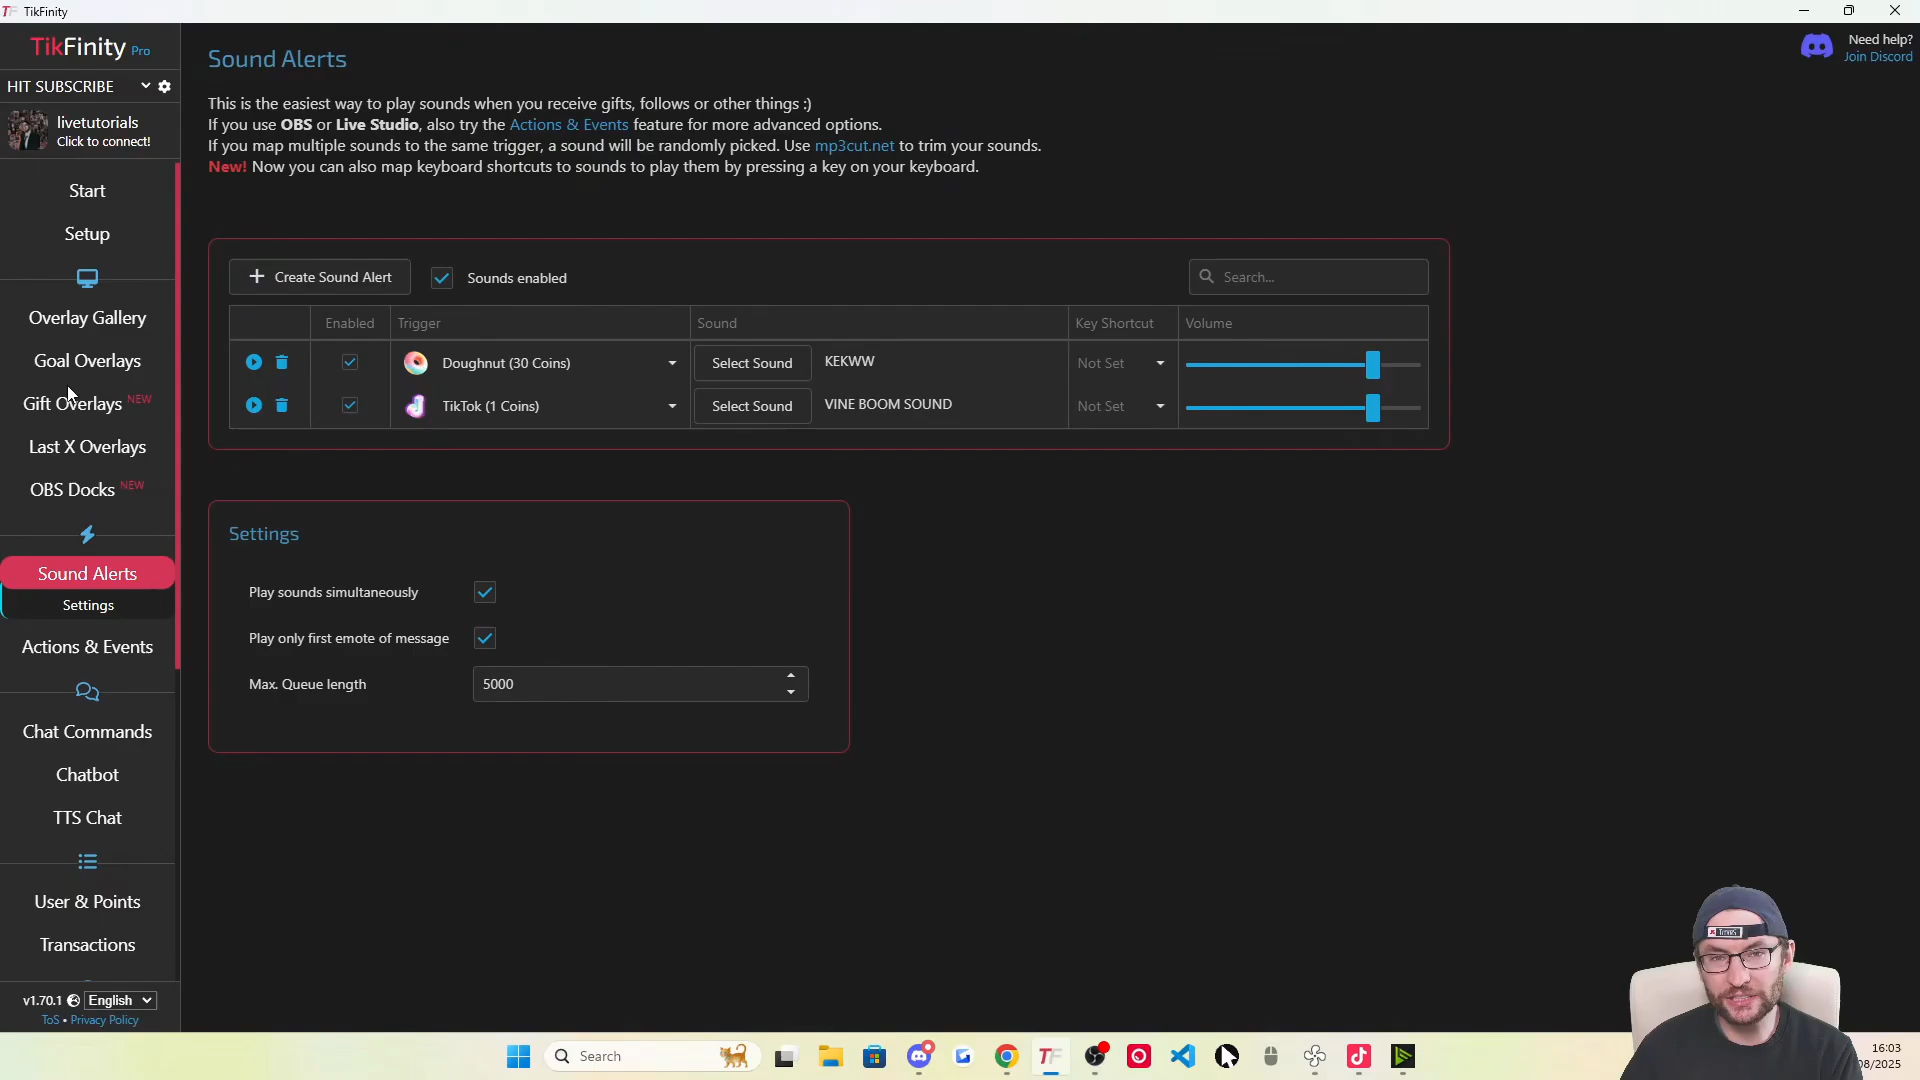 TikFinity
TikFinity Pro
HIT SUBSCRIBE
livetutorials
Click to connect!
Start
Setup
Overlay Gallery
Goal Overlays
Gift Overlays NEW
Last X Overlays
OBS Docks NEW
Sound Alerts
Settings
Actions & Events
Chat Commands
Chatbot
TTS Chat
User & Points
Transactions
v1.70.1 English
ToS • Privacy Policy
Need help?
Join Discord
Sound Alerts
This is the easiest way to play sounds when you receive gifts, follows or other things :)
If you use OBS or Live Studio, also try the Actions & Events feature for more advanced options.
If you map multiple sounds to the same trigger, a sound will be randomly picked. Use mp3cut.net to trim your sounds.
New! Now you can also map keyboard shortcuts to sounds to play them by pressing a key on your keyboard.
Create Sound Alert Sounds enabled Search...
Enabled Trigger Sound Key Shortcut Volume
Doughnut (30 Coins) Select Sound KEKWW Not Set
TikTok (1 Coins) Select Sound VINE BOOM SOUND Not Set
Settings
Play sounds simultaneously
Play only first emote of message
Max. Queue length 5000
Search
16:03
08/2025